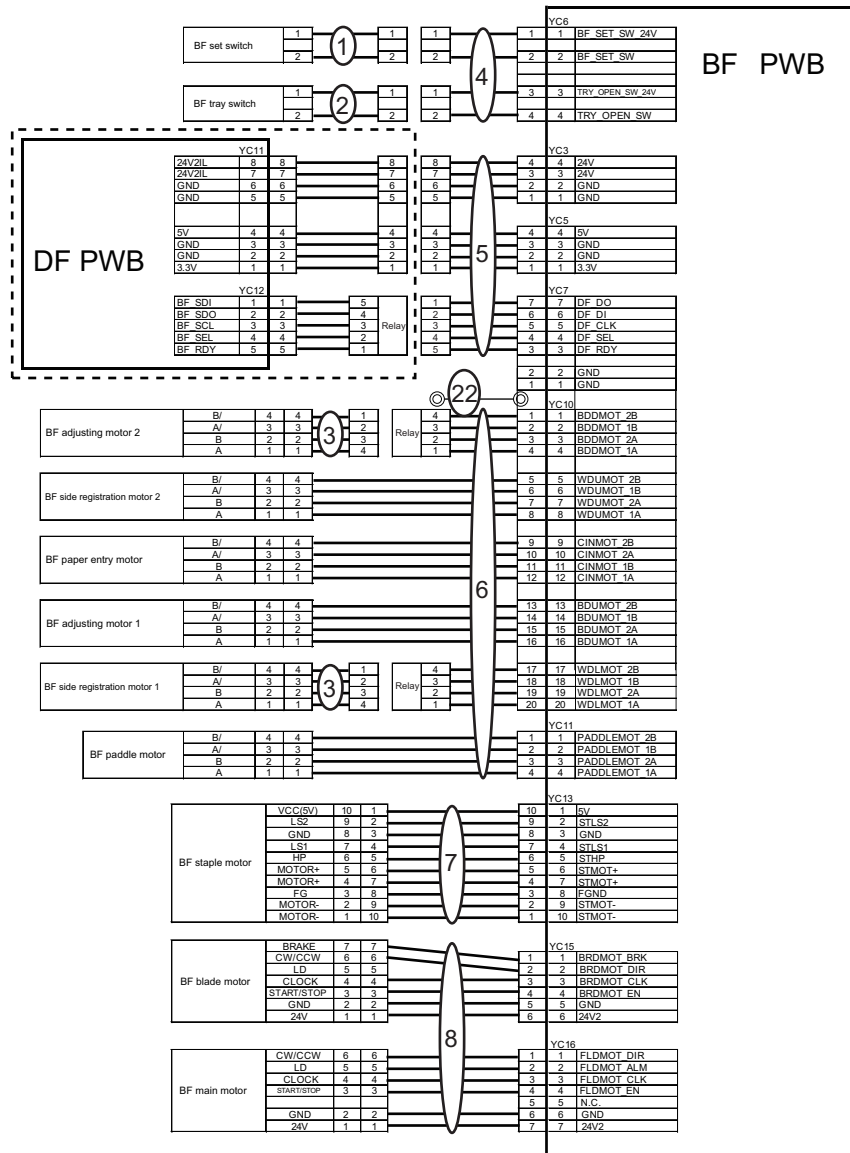 YC6
BF PWB
BF set switch 1 1 1 1 1 1 BF_SET_SW_24V
2 2 2 2 2 BF_SET_SW
4
BF tray switch 1 2 1 1 3 3 TRY_OPEN_SW_24V
2 2 2 4 4 TRY_OPEN_SW
YC11 YC3
24V2IL 8 8 8 8 4 4 24V
24V2IL 7 7 7 7 3 3 24V
GND 6 6 6 6 2 2 GND
GND 5 5 5 5 1 1 GND
YC5
5V 4 4 4 4 4 4 5V
GND 3 3 3 3 3 3 GND
DF PWB
GND 2 2 2 2 5 2 2 GND
3.3V 1 1 1 1 1 1 3.3V
YC12 YC7
BF_SDI 1 1 5 1 7 7 DF_DO
BF_SDO 2 2 4 2 6 6 DF_DI
BF_SCL 3 3 3 Relay 3 5 5 DF_CLK
BF_SEL 4 4 2 4 4 4 DF_SEL
BF_RDY 5 5 1 5 3 3 DF_RDY
2 2 GND
22 1 1 GND
YC10
BF adjusting motor 2
B/ 4 4 1 4 1 1 BDDMOT_2B
A/ 3 3 3 2 Relay 3 2 2 BDDMOT_1B
B 2 2 3 2 3 3 BDDMOT_2A
A 1 1 4 1 4 4 BDDMOT_1A
BF side registration motor 2
B/ 4 4 5 5 WDUMOT_2B
A/ 3 3 6 6 WDUMOT_1B
B 2 2 7 7 WDUMOT_2A
A 1 1 8 8 WDUMOT_1A
BF paper entry motor
B/ 4 4 9 9 CINMOT_2B
A/ 3 3 10 10 CINMOT_2A
B 2 2 11 11 CINMOT_1B
A 1 1 12 12 CINMOT_1A
6
BF adjusting motor 1
B/ 4 4 13 13 BDUMOT_2B
A/ 3 3 14 14 BDUMOT_1B
B 2 2 15 15 BDUMOT_2A
A 1 1 16 16 BDUMOT_1A
BF side registration motor 1
B/ 4 4 1 4 17 17 WDLMOT_2B
A/ 3 3 3 2 Relay 3 18 18 WDLMOT_1B
B 2 2 3 2 19 19 WDLMOT_2A
A 1 1 4 1 20 20 WDLMOT_1A
YC11
BF paddle motor
B/ 4 4 1 1 PADDLEMOT_2B
A/ 3 3 2 2 PADDLEMOT_1B
B 2 2 3 3 PADDLEMOT_2A
A 1 1 4 4 PADDLEMOT_1A
YC13
VCC(5V) 10 1 10 1 5V
LS2 9 2 9 2 STLS2
GND 8 3 8 3 GND
LS1 7 4 7 4 STLS1
BF staple motor
HP 6 5 7 6 5 STHP
MOTOR+ 5 6 5 6 STMOT+
MOTOR+ 4 7 4 7 STMOT+
FG 3 8 3 8 FGND
MOTOR- 2 9 2 9 STMOT-
MOTOR- 1 10 1 10 STMOT-
YC15
BRAKE 7 7
CW/CCW 6 6 1 1 BRDMOT_BRK
LD 5 5 2 2 BRDMOT_DIR
BF blade motor
CLOCK 4 4 3 3 BRDMOT_CLK
START/STOP 3 3 4 4 BRDMOT_EN
GND 2 2 5 5 GND
24V 1 1 6 6 24V2
8
YC16
CW/CCW 6 6 1 1 FLDMOT_DIR
LD 5 5 2 2 FLDMOT_ALM
CLOCK 4 4 3 3 FLDMOT_CLK
BF main motor
START/STOP 3 3 4 4 FLDMOT_EN
5 5 N.C.
GND 2 2 6 6 GND
24V 1 1 7 7 24V2